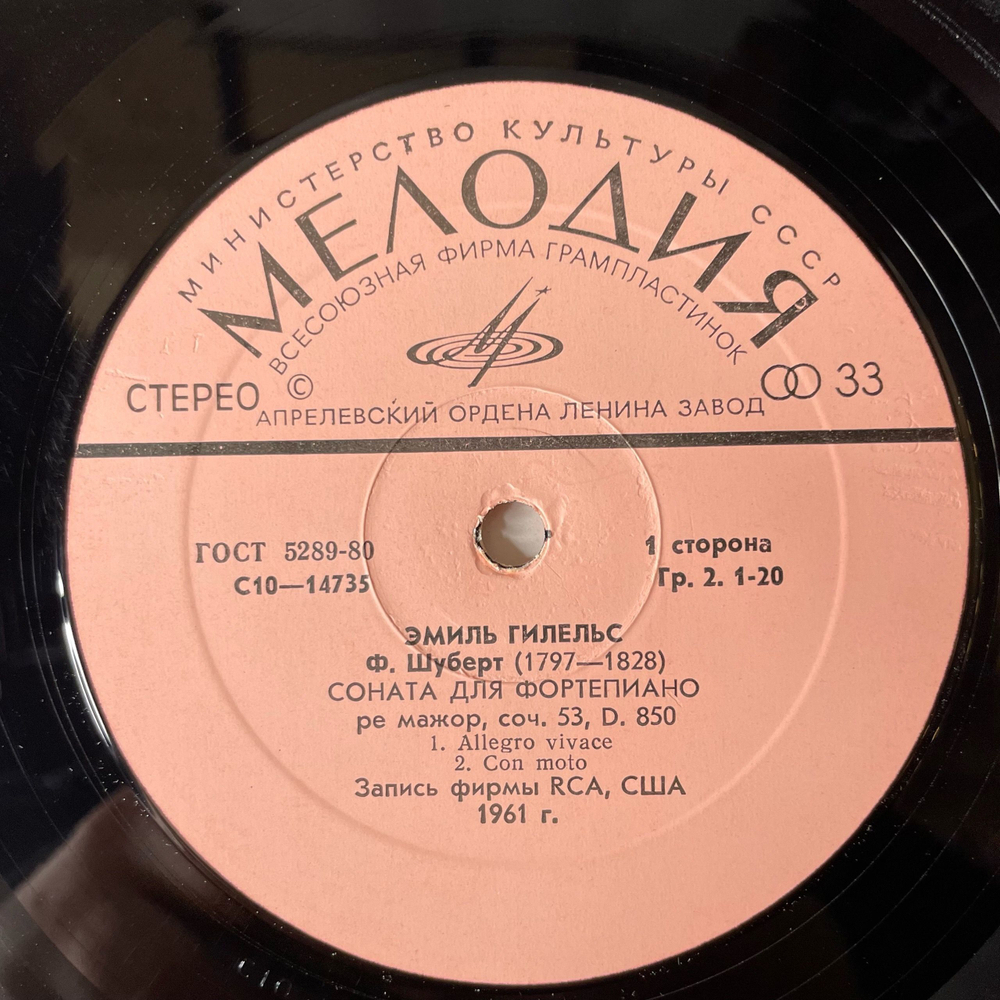 МИНИСТЕРСТВО КУЛЬТУРЫ СССР
МЕЛОДИЯ
ВСЕСОЮЗНАЯ ФИРМА ГРАМПЛАСТИНОК
СТЕРЕО © 33
АПРЕЛЕВСКИЙ ОРДЕНА ЛЕНИНА ЗАВОД
ГОСТ 5289-80 1 сторона
С10—14735 Гр. 2. 1-20
ЭМИЛЬ ГИЛЕЛЬС
Ф. Шуберт (1797—1828)
СОНАТА ДЛЯ ФОРТЕПИАНО
ре мажор, соч. 53, D. 850
1. Allegro vivace
2. Con moto
Запись фирмы RCA, США
1961 г.